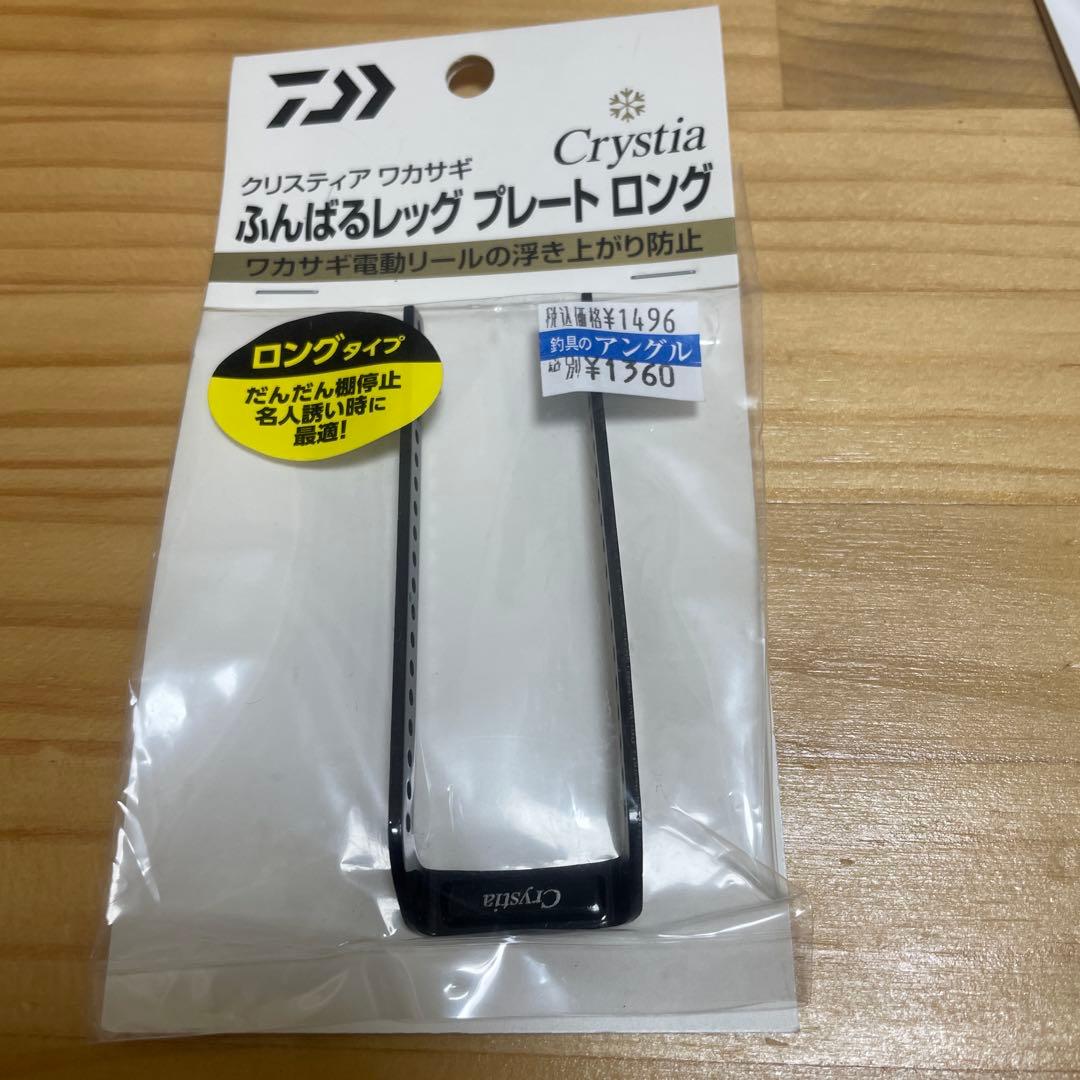 Crystia
クリスティア ワカサギ
ふんばるレッグ プレート ロング
ワカサギ電動リールの浮き上がり防止
ロングタイプ
だんだん棚停止
名人誘い時に
最適!
税込価格¥1496
釣具のアングル
¥1360
Crystia